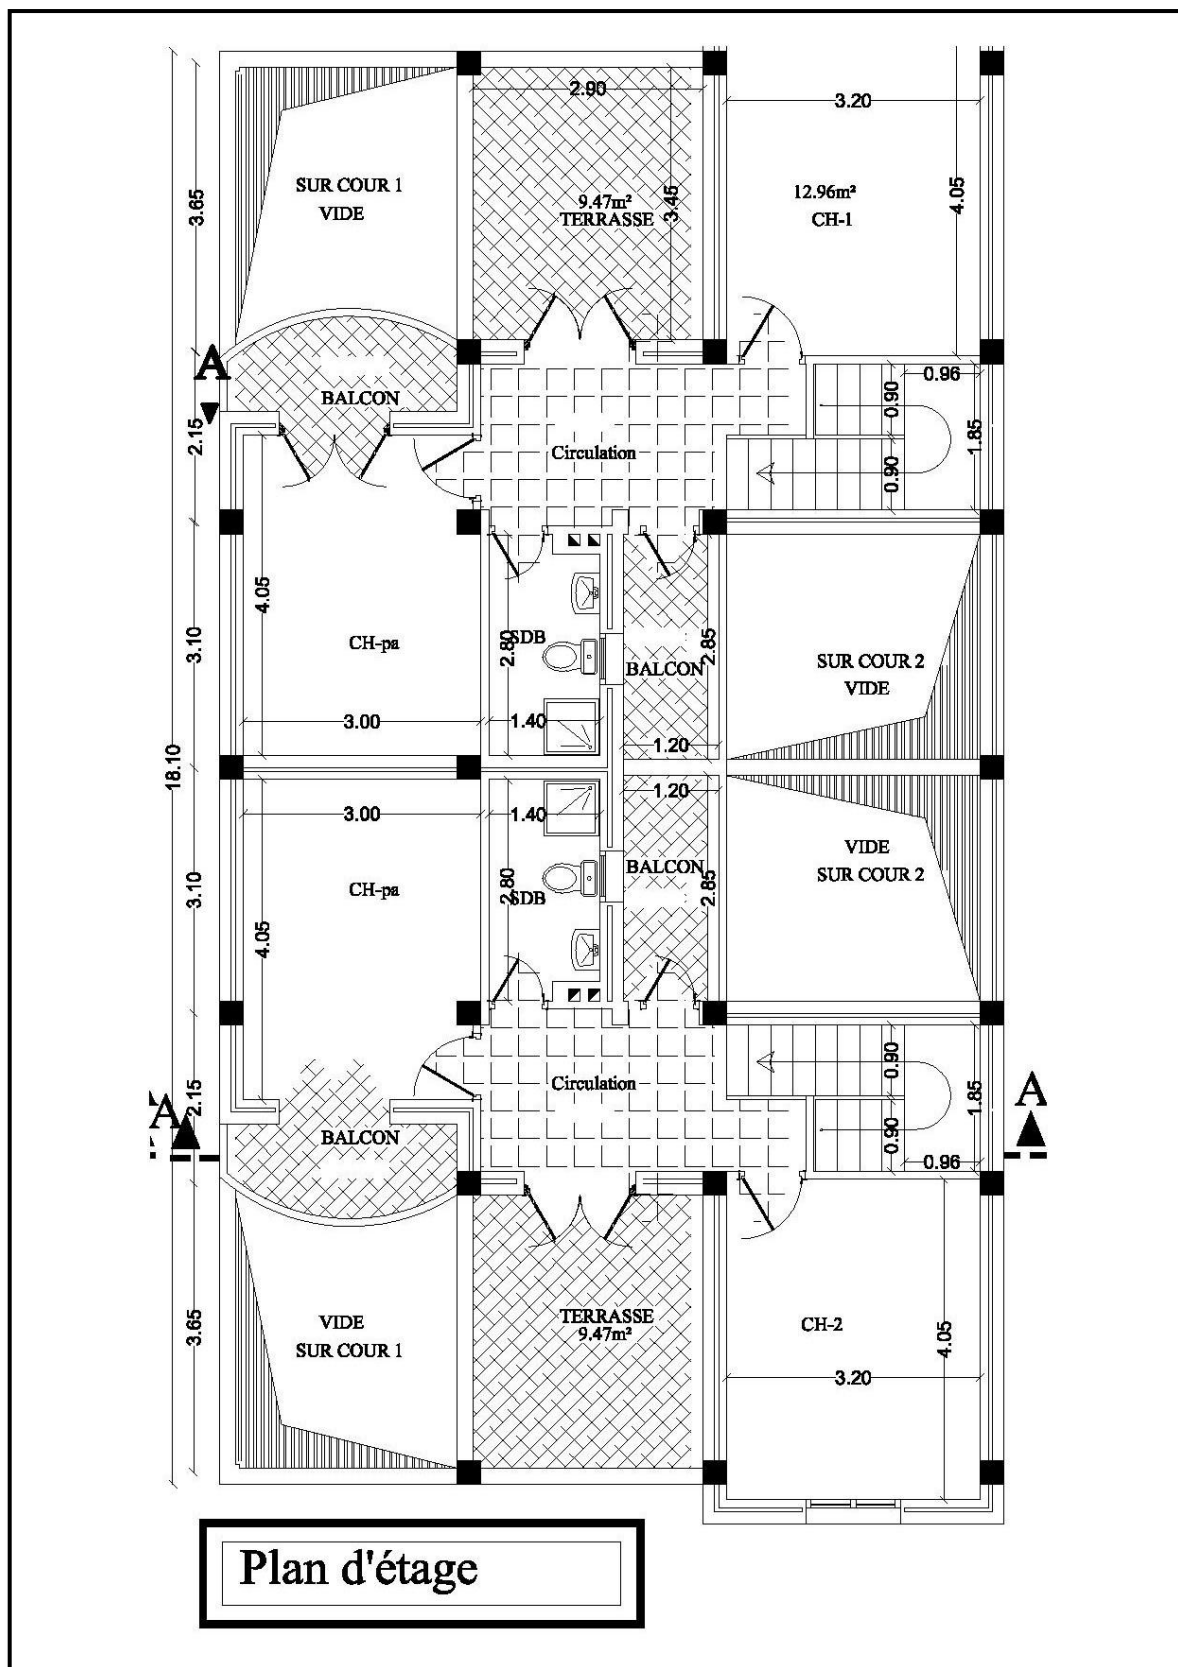 2.90
3.20
3.65
SUR COUR 1
VIDE
9.47m²
TERRASSE
3.45
12.96m²
CH-1
4.05
A
BALCON
2.15
Circulation
0.90
0.96
0.90
1.85
4.05
3.10
CH-pa
SDB
2.80
BALCON
2.85
SUR COUR 2
VIDE
3.00
1.40
1.20
18.10
3.00
1.40
1.20
3.10
CH-pa
4.05
2.80
SDB
BALCON
2.85
VIDE
SUR COUR 2
2.15
Circulation
0.90
0.90
1.85
0.96
A
BALCON
A
3.65
VIDE
SUR COUR 1
TERRASSE
9.47m²
CH-2
4.05
3.20
Plan d'étage